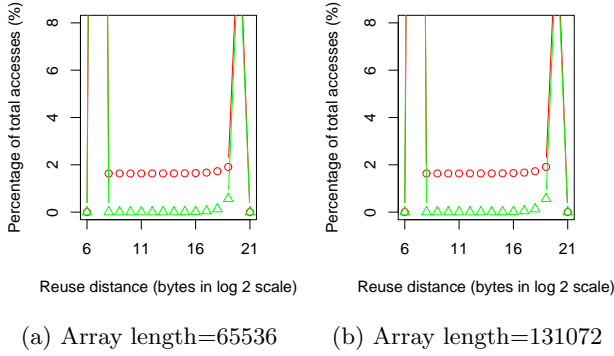 Percentage of total accesses (%)
8
6
4
2
0
6 11 16 21
Reuse distance (bytes in log 2 scale)
(a) Array length=65536
Percentage of total accesses (%)
8
6
4
2
0
6 11 16 21
Reuse distance (bytes in log 2 scale)
(b) Array length=131072